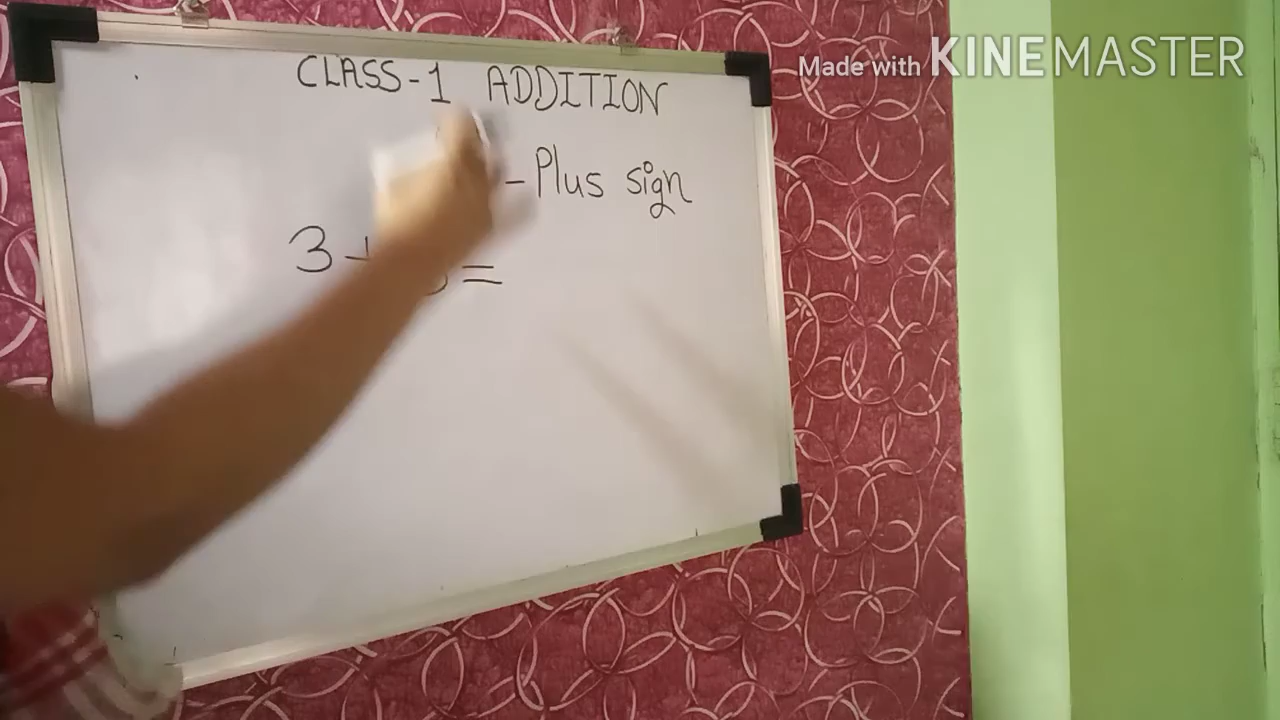 Made with KINEMASTER
CLASS-1 ADDITION
- Plus sign
3 + =